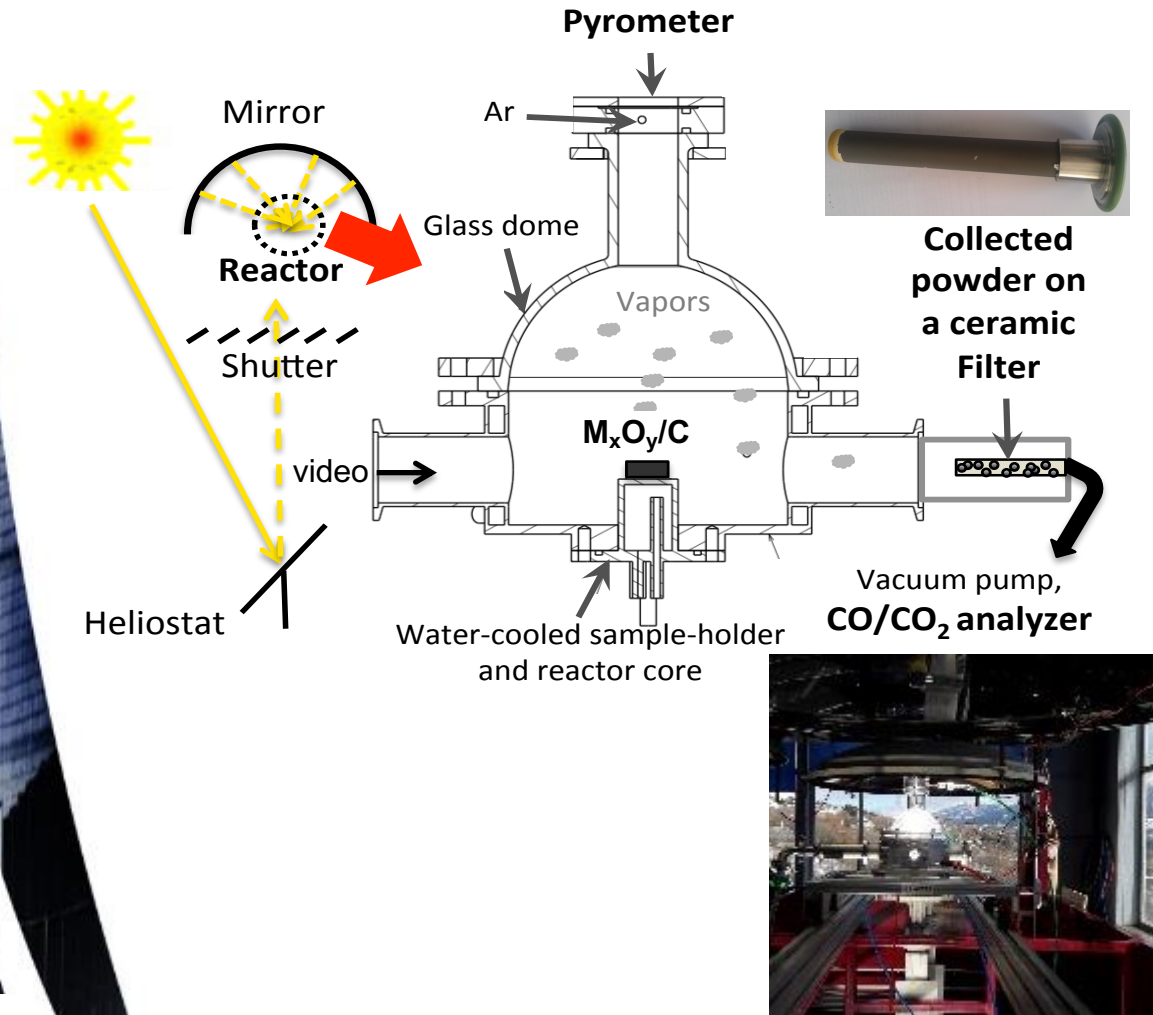 Pyrometer
Mirror
Ar
Glass dome
Reactor
Vapors
Collected
powder on
a ceramic
Filter
Shutter
MₓOᵧ/C
video
Heliostat
Water-cooled sample-holder
and reactor core
Vacuum pump,
CO/CO₂ analyzer